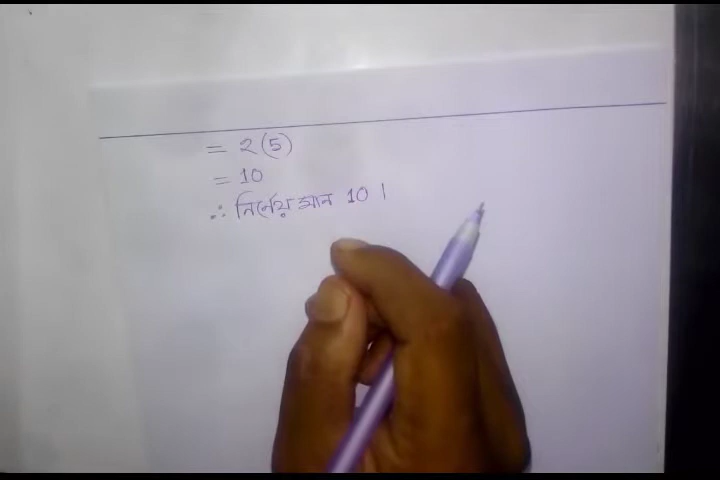 = 2(5)
= 10
∴ নির্ণেয় মান 10।